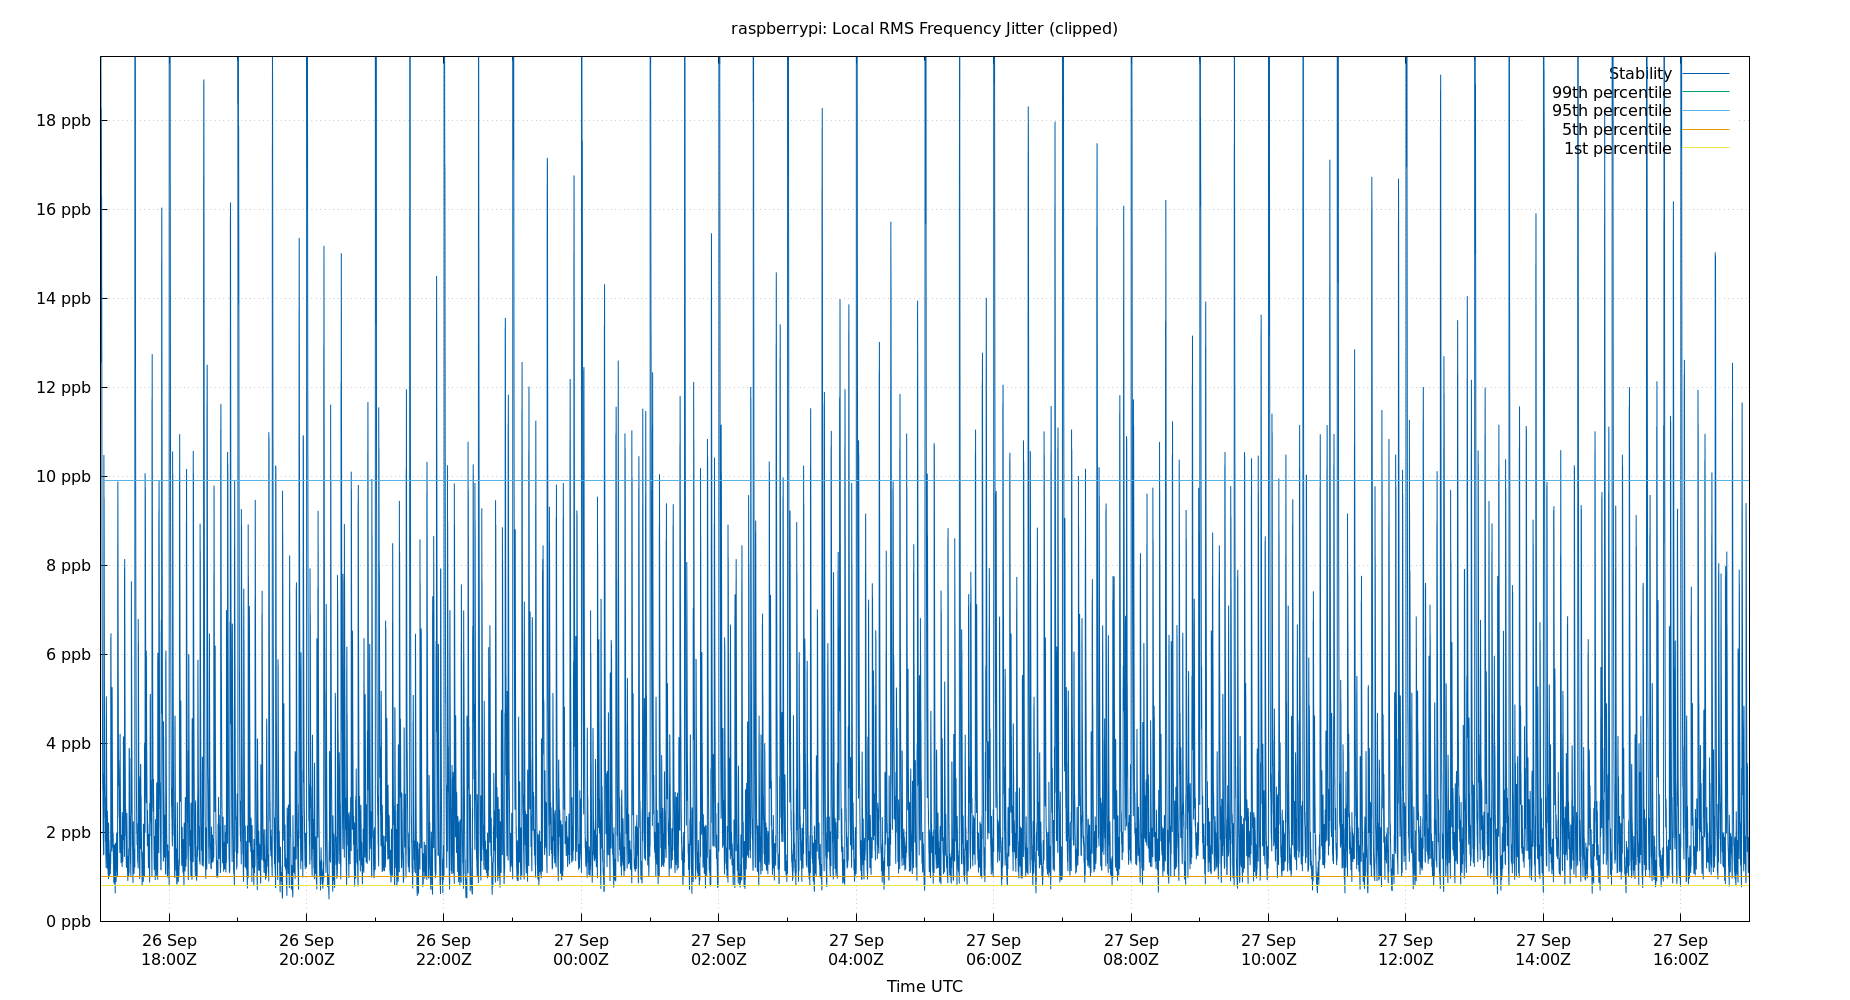 raspberrypi: Local RMS Frequency Jitter (clipped)
Stability
99th percentile
95th percentile
5th percentile
1st percentile
18 ppb
16 ppb
14 ppb
12 ppb
10 ppb
8 ppb
6 ppb
4 ppb
2 ppb
0 ppb
26 Sep 26 Sep 26 Sep 27 Sep 27 Sep 27 Sep 27 Sep 27 Sep 27 Sep 27 Sep 27 Sep 27 Sep
18:00Z 20:00Z 22:00Z 00:00Z 02:00Z 04:00Z 06:00Z 08:00Z 10:00Z 12:00Z 14:00Z 16:00Z
Time UTC